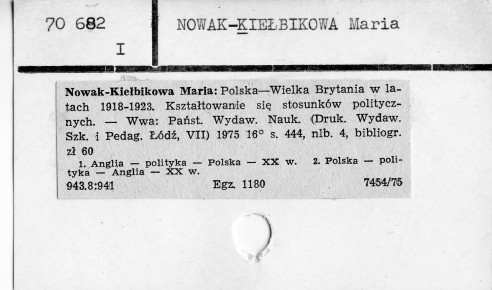 70 682
I
NOWAK-KIEŁBIKOWA Maria
Nowak-Kiełbikowa Maria: Polska—Wielka Brytania w la-
tach 1918-1923. Kształtowanie się stosunków politycz-
nych. — Wwa: Państ. Wydaw. Nauk. (Druk. Wydaw.
Szk. i Pedag. Łódź, VII) 1975 16° s. 444, nlb. 4, bibliogr.
zł 60
1. Anglia — polityka — Polska — XX w. 2. Polska — poli-
tyka — Anglia — XX w.
943.8:941 Egz. 1180 7454/75